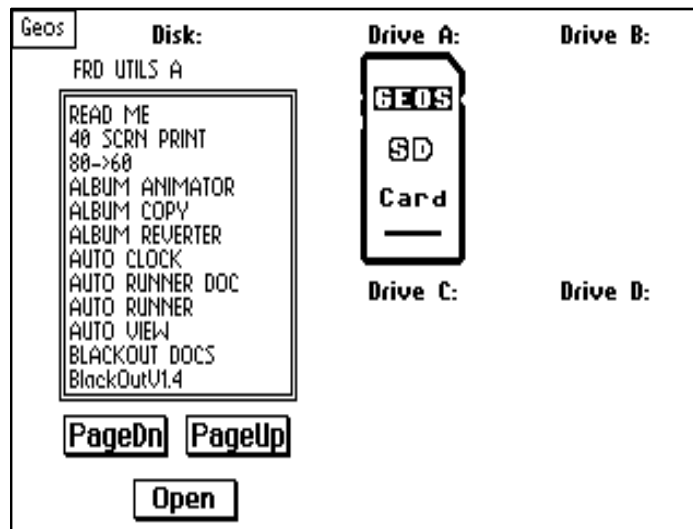 Geos
Disk:
Drive A:
Drive B:
FRD UTILS A
READ ME
40 SCRN PRINT
80->60
ALBUM ANIMATOR
ALBUM COPY
ALBUM REVERTER
AUTO CLOCK
AUTO RUNNER DOC
AUTO RUNNER
AUTO VIEW
BLACKOUT DOCS
BlackOutV1.4
GEOS
SD
Card
Drive C:
Drive D:
PageDn
PageUp
Open